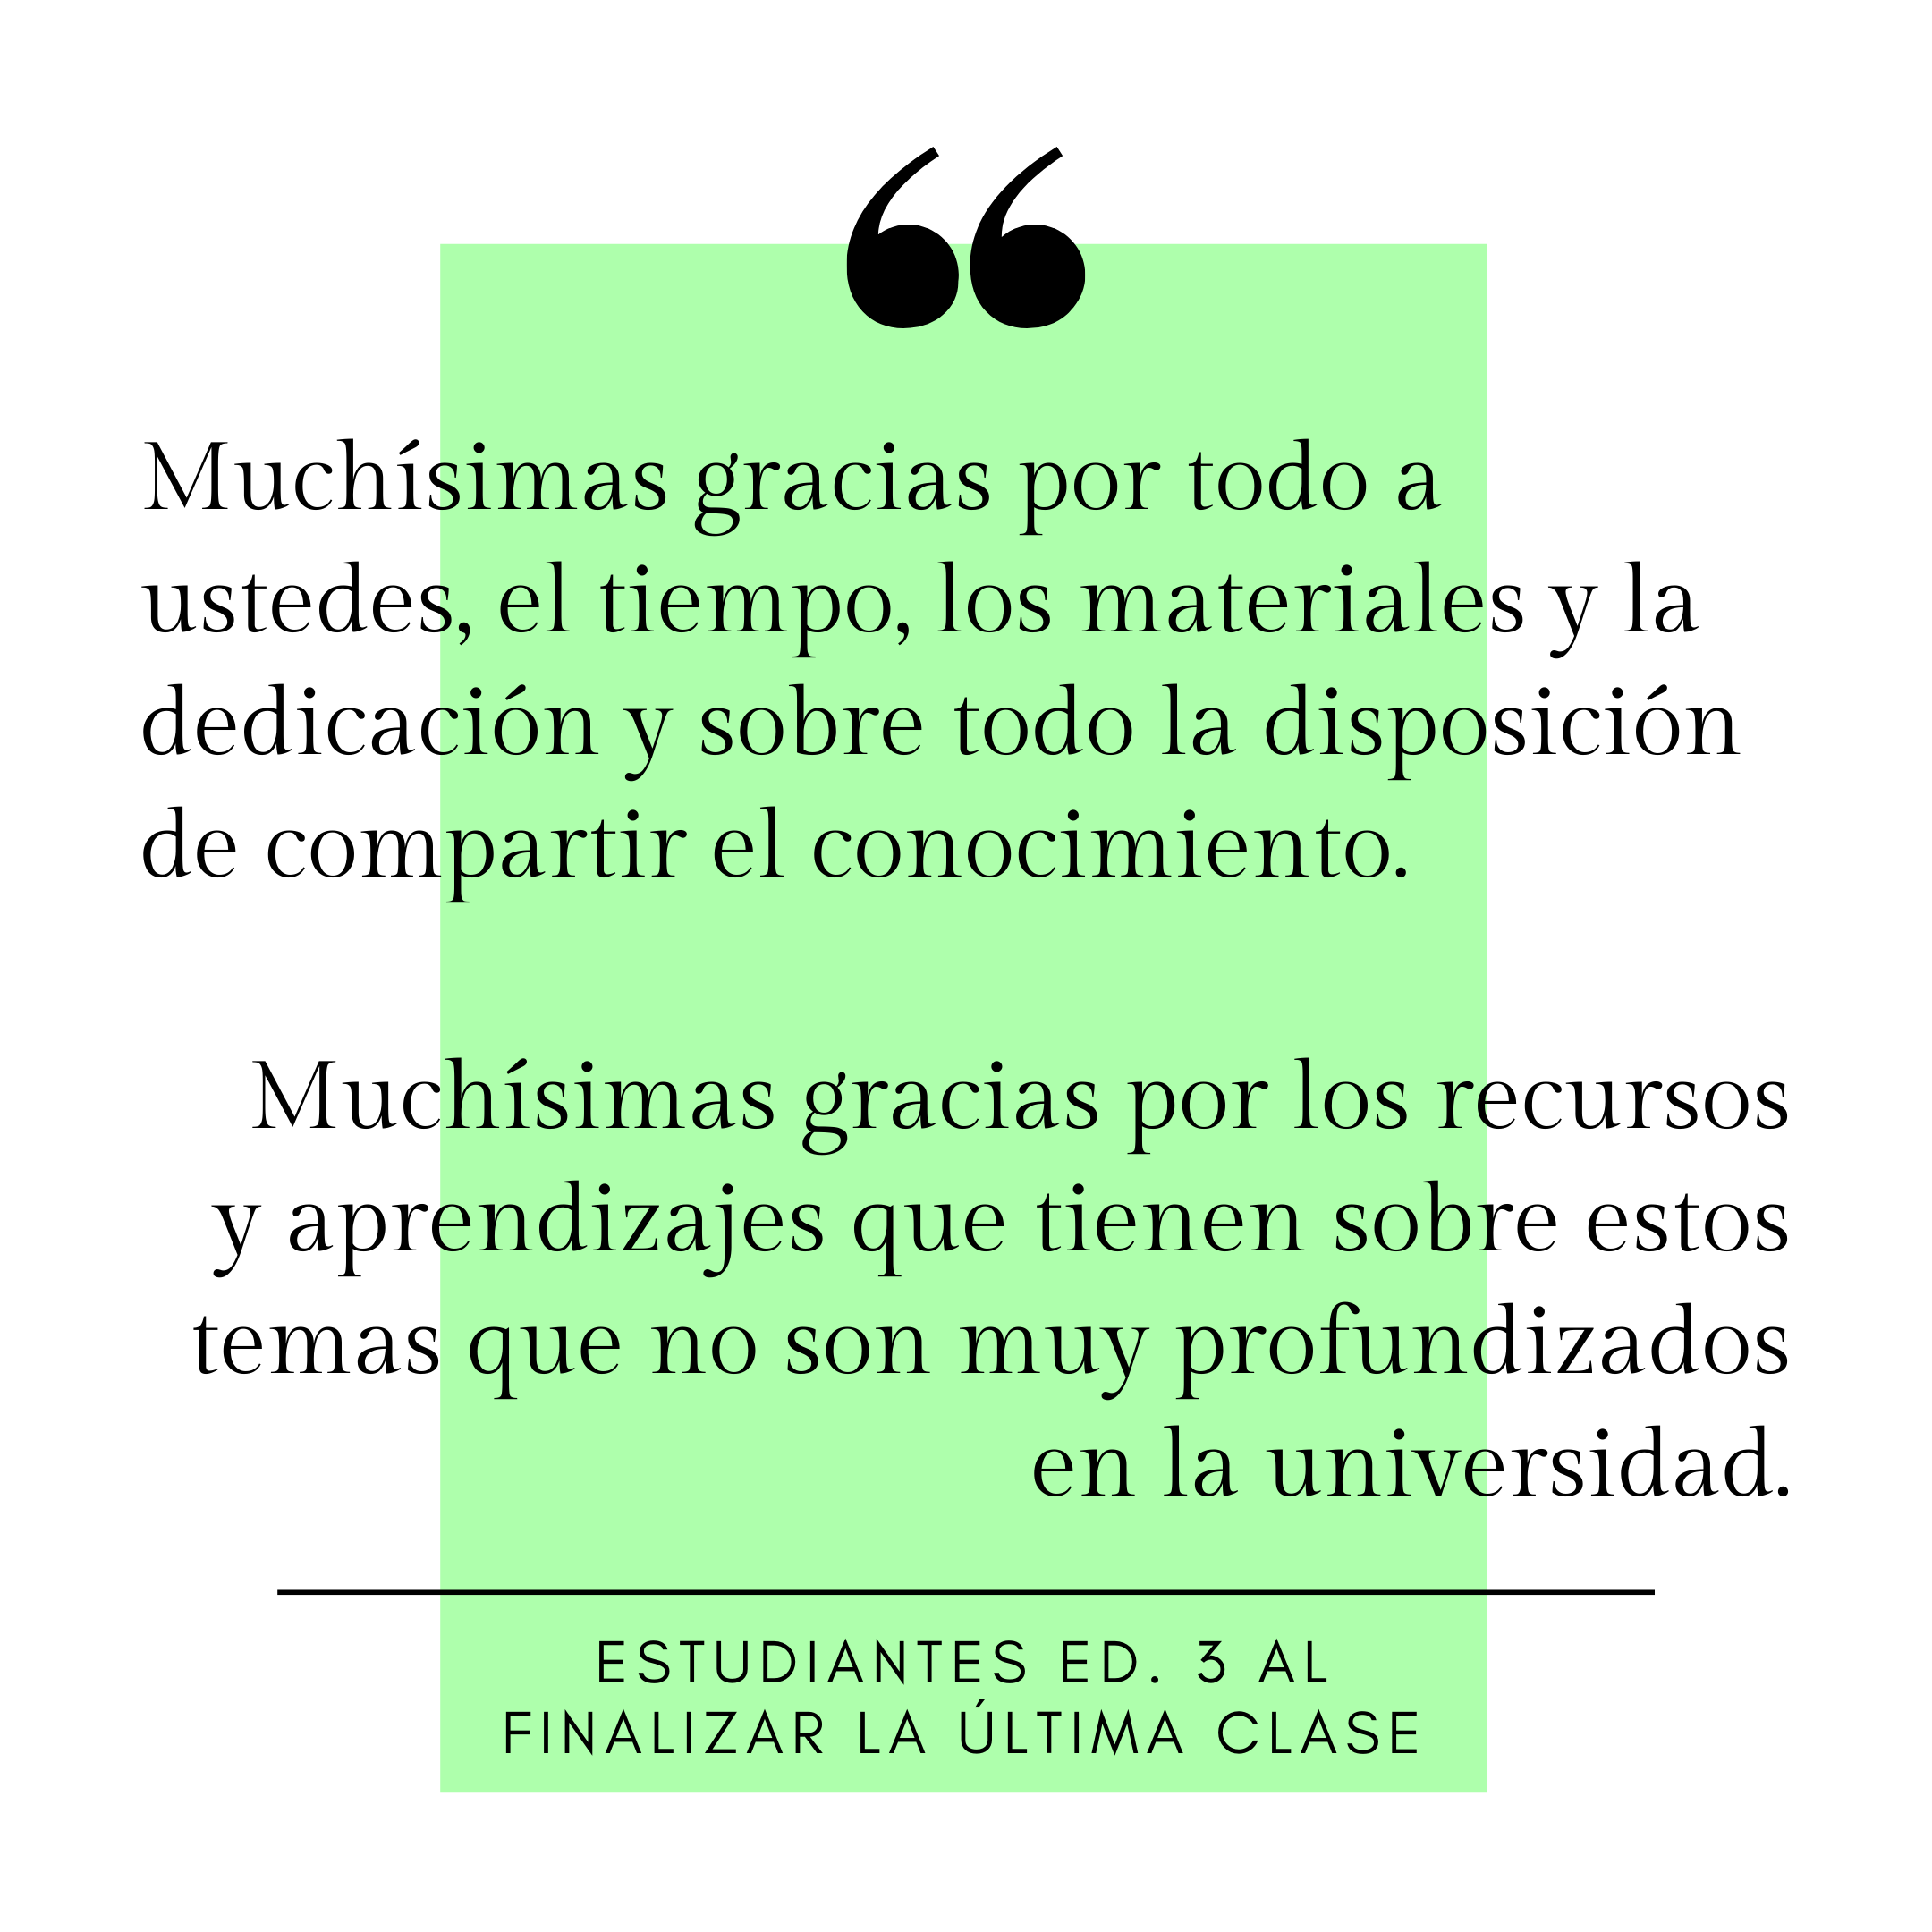 “
Muchísimas gracias por todo a
ustedes, el tiempo, los materiales y la
dedicación y sobre todo la disposición
de compartir el conocimiento.
Muchísimas gracias por los recursos
y aprendizajes que tienen sobre estos
temas que no son muy profundizados
en la universidad.
ESTUDIANTES ED. 3 AL
FINALIZAR LA ÚLTIMA CLASE